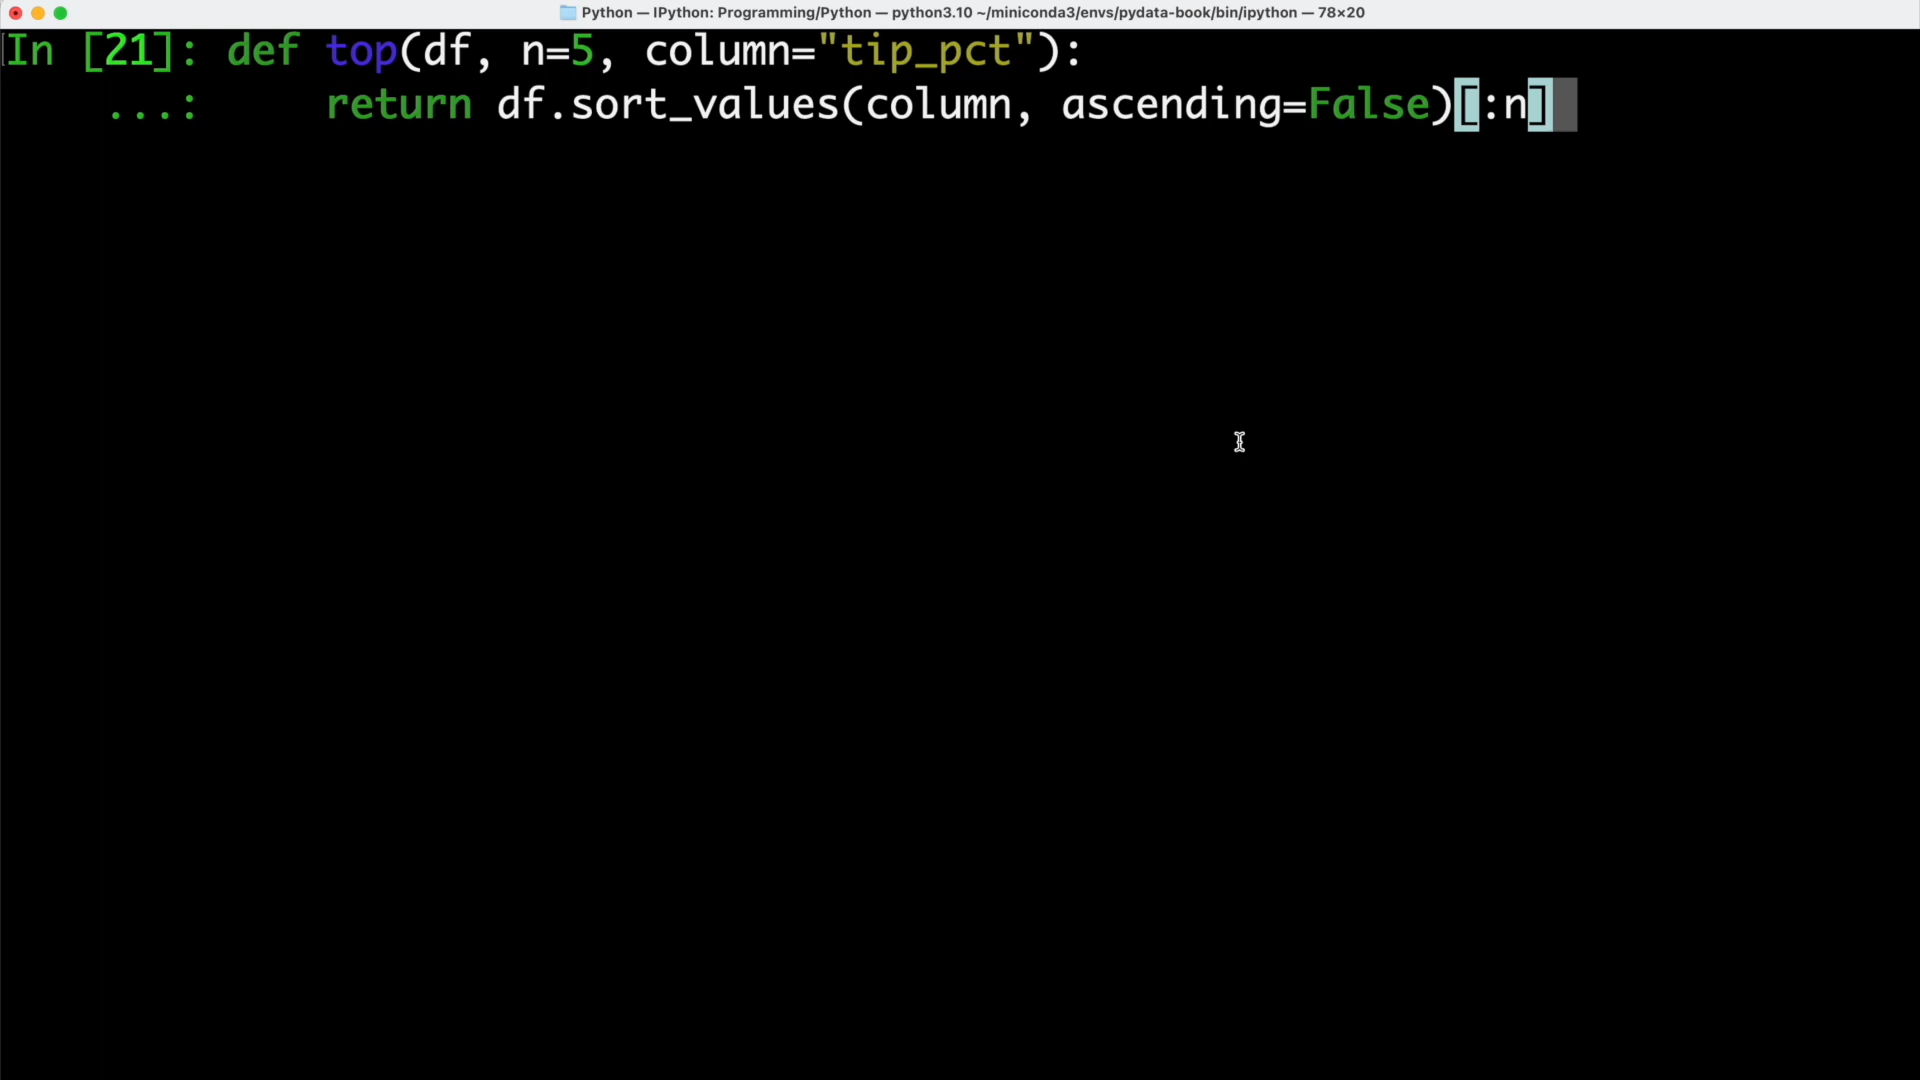 Python — IPython: Programming/Python — python3.10 ~/miniconda3/envs/pydata-book/bin/ipython — 78×20
In [21]: def top(df, n=5, column="tip_pct"):
...:     return df.sort_values(column, ascending=False)[:n]